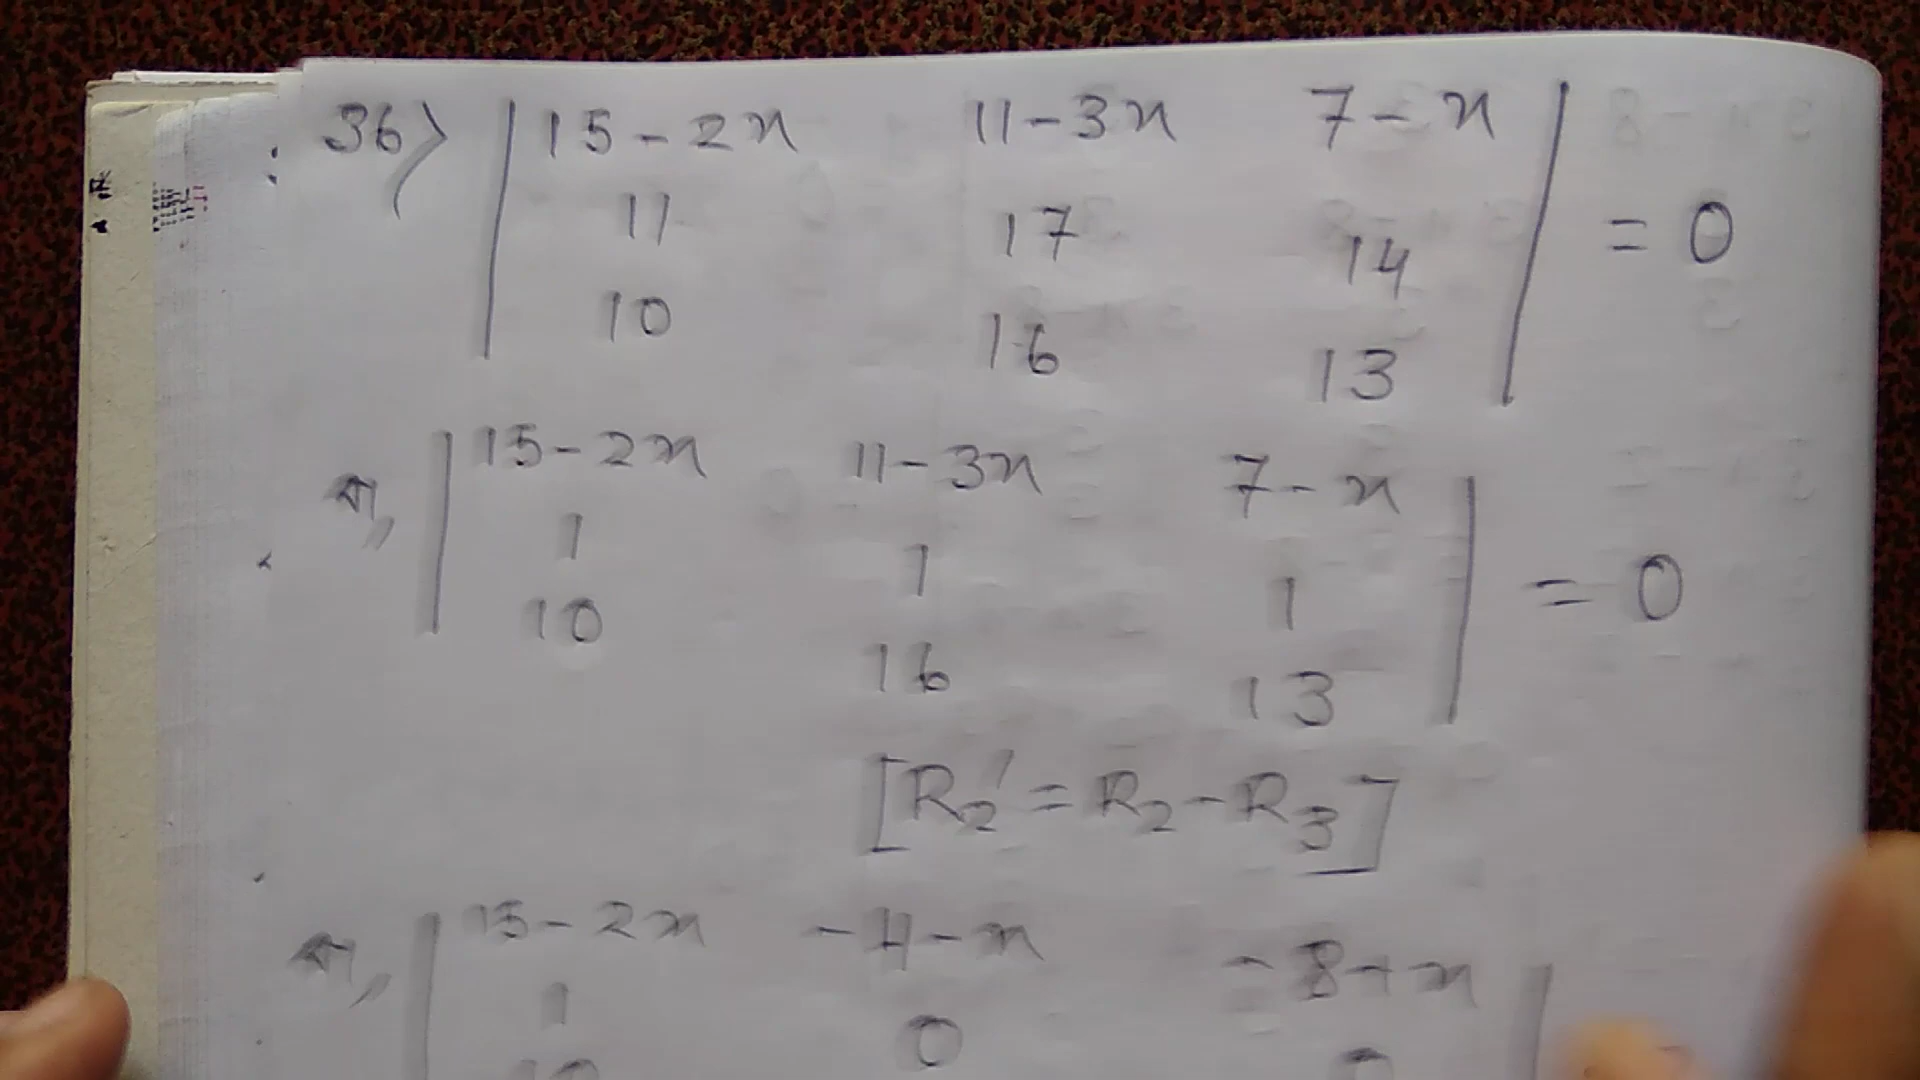 36) | 15-2x 11-3x 7-x |
11 17 14 = 0
10 16 13
বা, | 15-2x 11-3x 7-x |
1 1 1 = 0
10 16 13
[R₂' = R₂ - R₃]
বা, | 15-2x -4-x -8+x |
1 0